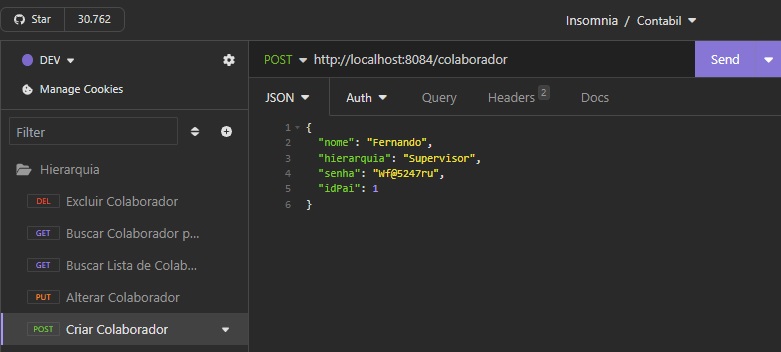 Star 30.762
Insomnia / Contabil
DEV
Manage Cookies
Filter
Hierarquia
DEL Excluir Colaborador
GET Buscar Colaborador p...
GET Buscar Lista de Colab...
PUT Alterar Colaborador
POST Criar Colaborador
POST http://localhost:8084/colaborador Send
JSON Auth Query Headers 2 Docs
1 {
2 "nome": "Fernando",
3 "hierarquia": "Supervisor",
4 "senha": "Wf@5247ru",
5 "idPai": 1
6 }